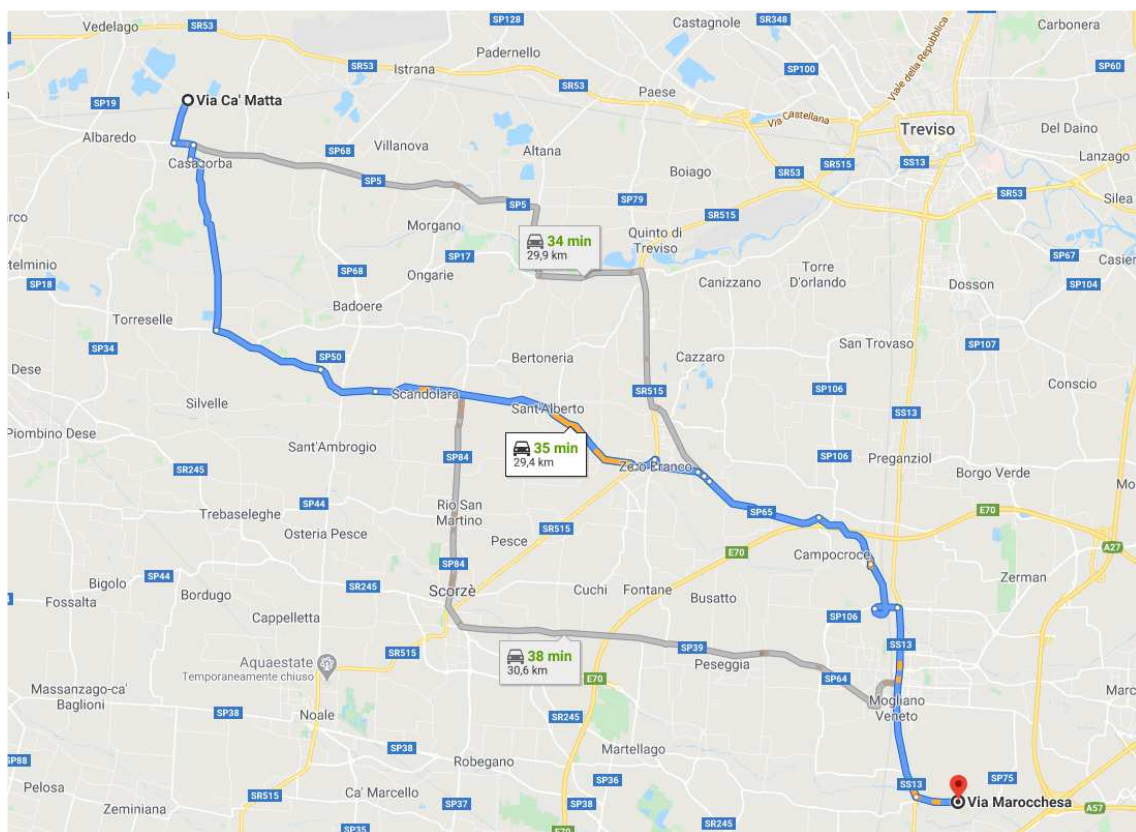 Vedelago
SR53
SP128
Castagnole
SR348
Carbonera
Padernello
Viale della Repubblica
SP100
SP60
Istrana
SR53
SR53
Via Ca' Matta
SP19
Paese
Via Castellana
Treviso
Albaredo
Villanova
Altana
Del Daino
Casacorba
SP68
SR515
SS13
Lanzago
SP5
Boiago
SR53
SP5
SP79
SR53
Silea
Morgano
SR515
34 min
29,9 km
Quinto di
Treviso
SP17
SP67
SP68
Ongarie
Torre
D'orlando
SP18
Canizzano
Dosson
SP104
Badoere
Torreselle
SP34
SP50
Bertoneria
San Trovaso
SP107
Cazzaro
SP106
Conscio
SR515
Scandolara
Silvelle
Sant'Alberto
SS13
Piombino Dese
Sant'Ambrogio
35 min
29,4 km
SP84
SP106
Preganziol
SR245
Zero Branco
Borgo Verde
SP44
Rio San
Martino
Trebaseleghe
SP65
E70
Osteria Pesce
SR515
Pesce
E70
A27
Campocroce
SP84
SP44
SR245
Zerman
Bigolo
Scorzè
Cuchi
Fontane
Busatto
Fossalta
Bordugo
SP106
Cappelletta
SS13
38 min
30,6 km
SP39
SR515
Peseggia
Aquaestate
Temporaneamente chiuso
E70
SP64
Massanzago-ca'
Baglioni
Mogliano
Veneto
SP38
Noale
SR245
SP38
Martellago
SP88
Robegano
SP36
SS13
SP75
Pelosa
Ca' Marcello
Via Marocchesa
Zeminiana
SR515
SP37
SP38
A57
SP35
E70
SR245